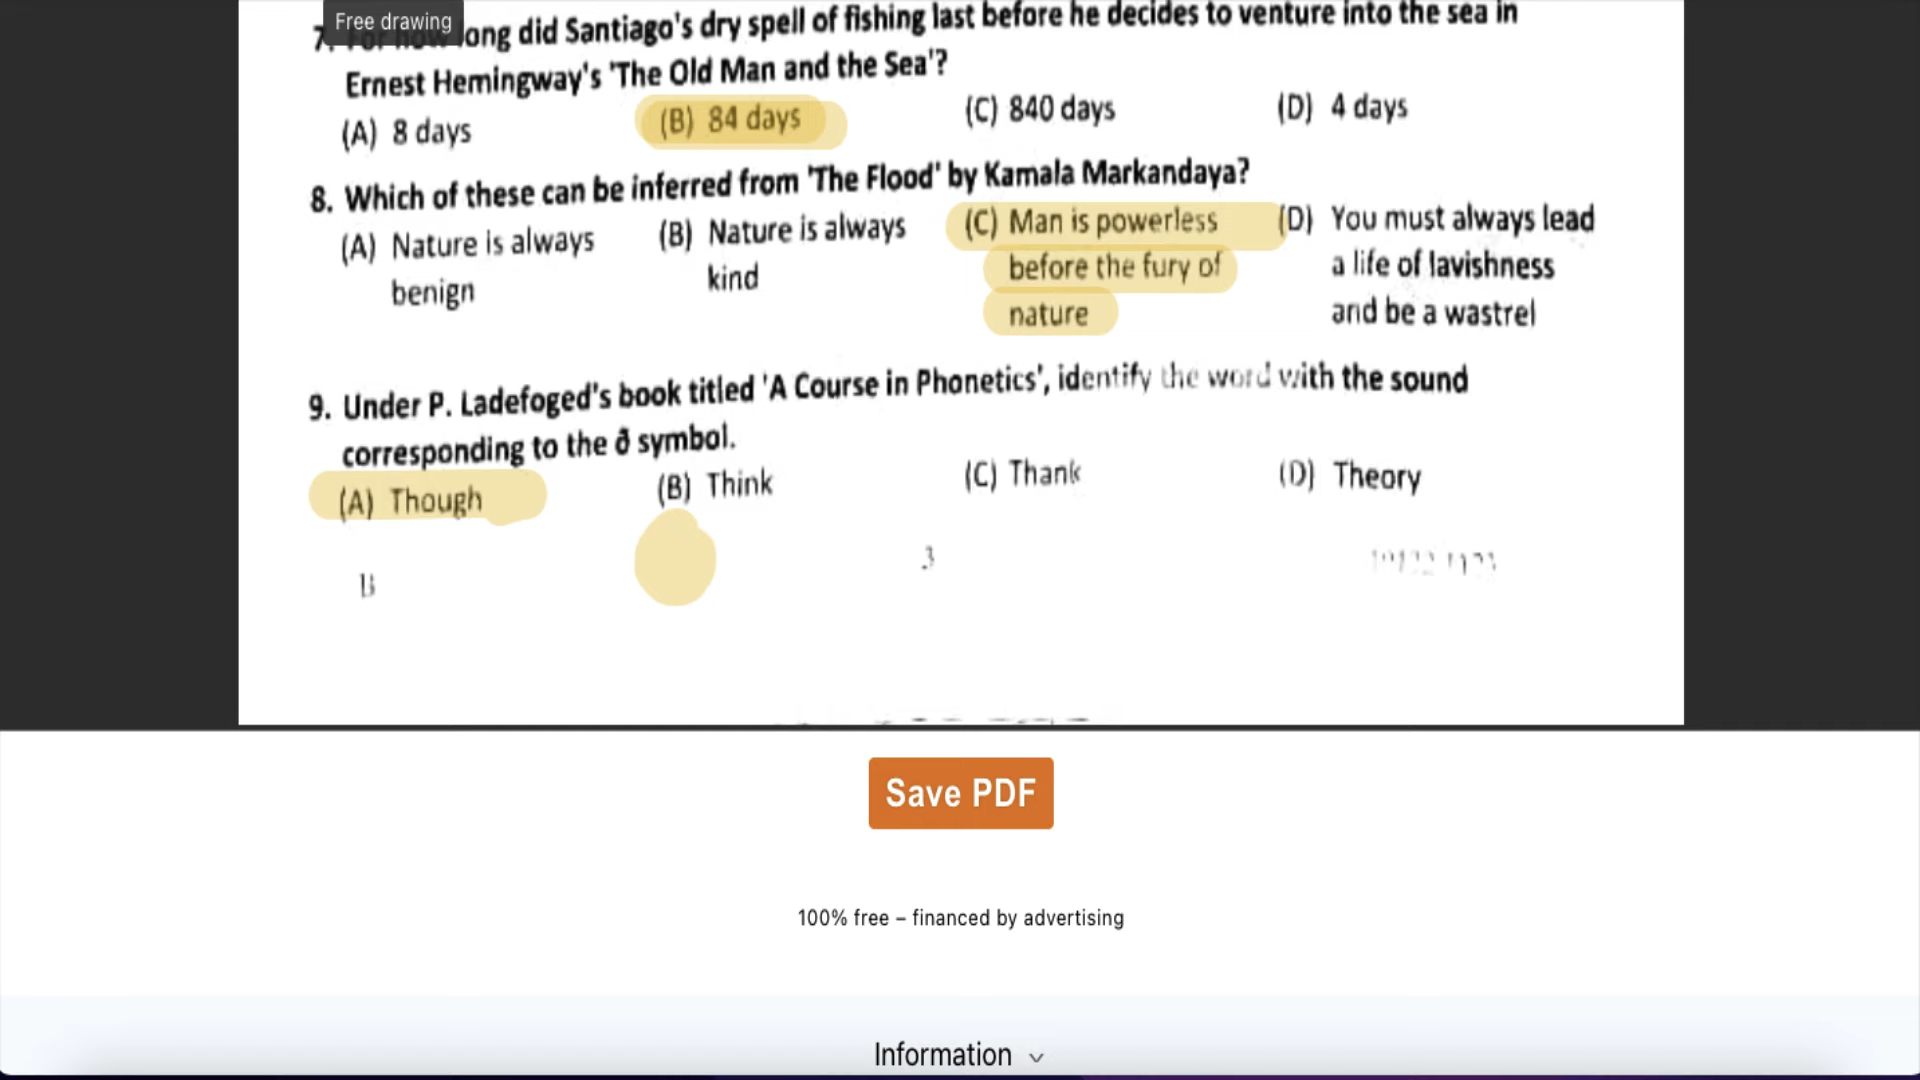 Free drawing
7. For how long did Santiago's dry spell of fishing last before he decides to venture into the sea in
Ernest Hemingway's 'The Old Man and the Sea'?
(A) 8 days (B) 84 days (C) 840 days (D) 4 days
8. Which of these can be inferred from 'The Flood' by Kamala Markandaya?
(A) Nature is always (B) Nature is always (C) Man is powerless (D) You must always lead
benign kind before the fury of a life of lavishness
nature and be a wastrel
9. Under P. Ladefoged's book titled 'A Course in Phonetics', identify the word with the sound
corresponding to the ð symbol.
(A) Though (B) Think (C) Thank (D) Theory
B 3
Save PDF
100% free – financed by advertising
Information